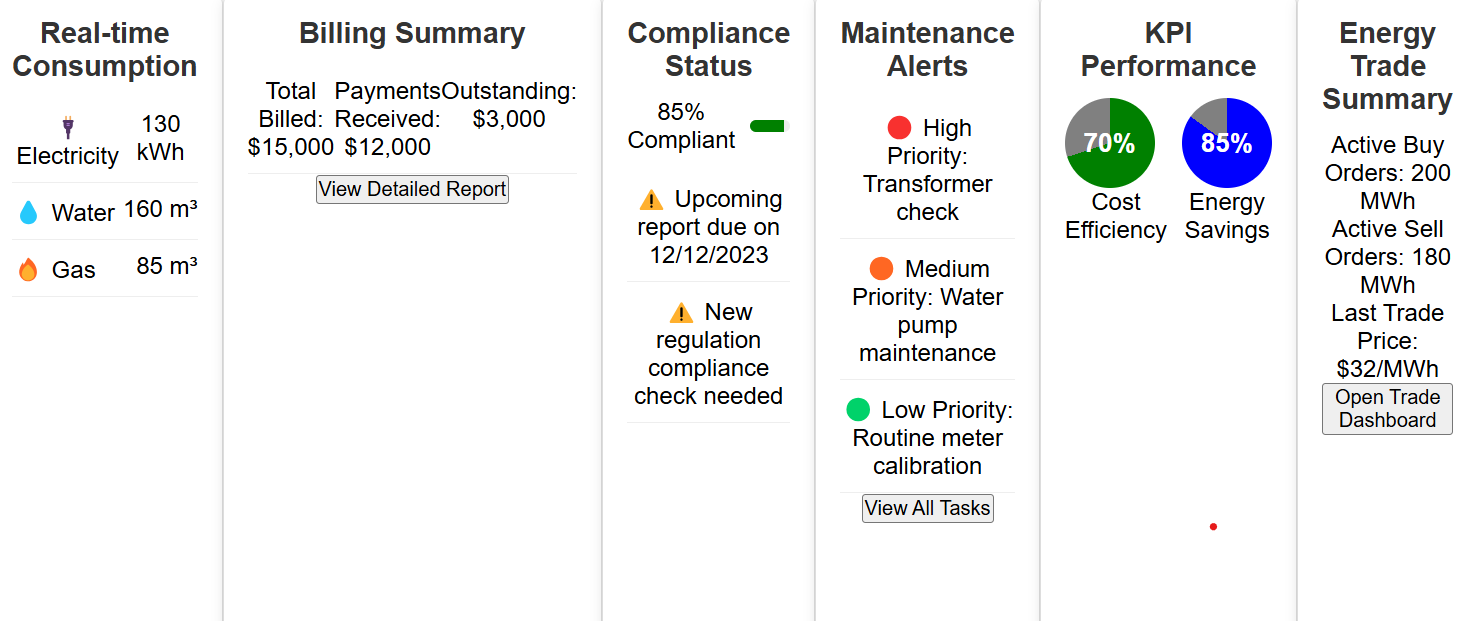 Real-time
Consumption
Electricity
130
kWh
Water
160 m³
Gas
85 m³
Billing Summary
Total
Billed:
$15,000
Payments
Received:
$12,000
Outstanding:
$3,000
View Detailed Report
Compliance
Status
85%
Compliant
Upcoming
report due on
12/12/2023
New
regulation
compliance
check needed
Maintenance
Alerts
High
Priority:
Transformer
check
Medium
Priority: Water
pump
maintenance
Low Priority:
Routine meter
calibration
View All Tasks
KPI
Performance
70%
Cost
Efficiency
85%
Energy
Savings
Energy
Trade
Summary
Active Buy
Orders: 200
MWh
Active Sell
Orders: 180
MWh
Last Trade
Price:
$32/MWh
Open Trade
Dashboard